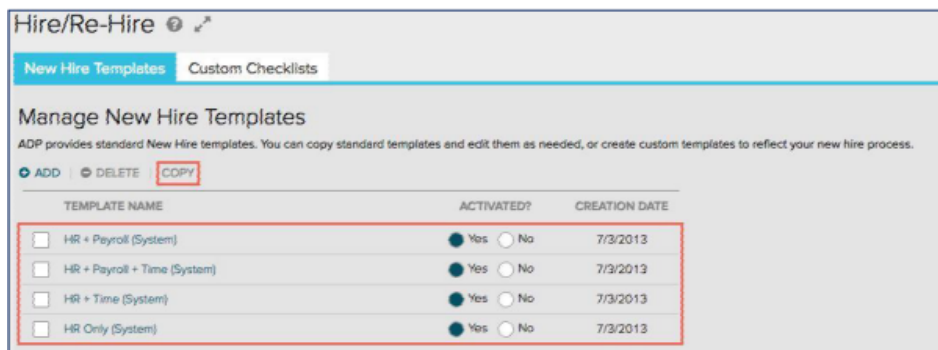 Hire/Re-Hire
New Hire Templates Custom Checklists
Manage New Hire Templates
ADP provides standard New Hire templates. You can copy standard templates and edit them as needed, or create custom templates to reflect your new hire process.
ADD DELETE COPY
TEMPLATE NAME ACTIVATED? CREATION DATE
HR + Payroll (System) Yes No 7/3/2013
HR + Payroll + Time (System) Yes No 7/3/2013
HR + Time (System) Yes No 7/3/2013
HR Only (System) Yes No 7/3/2013